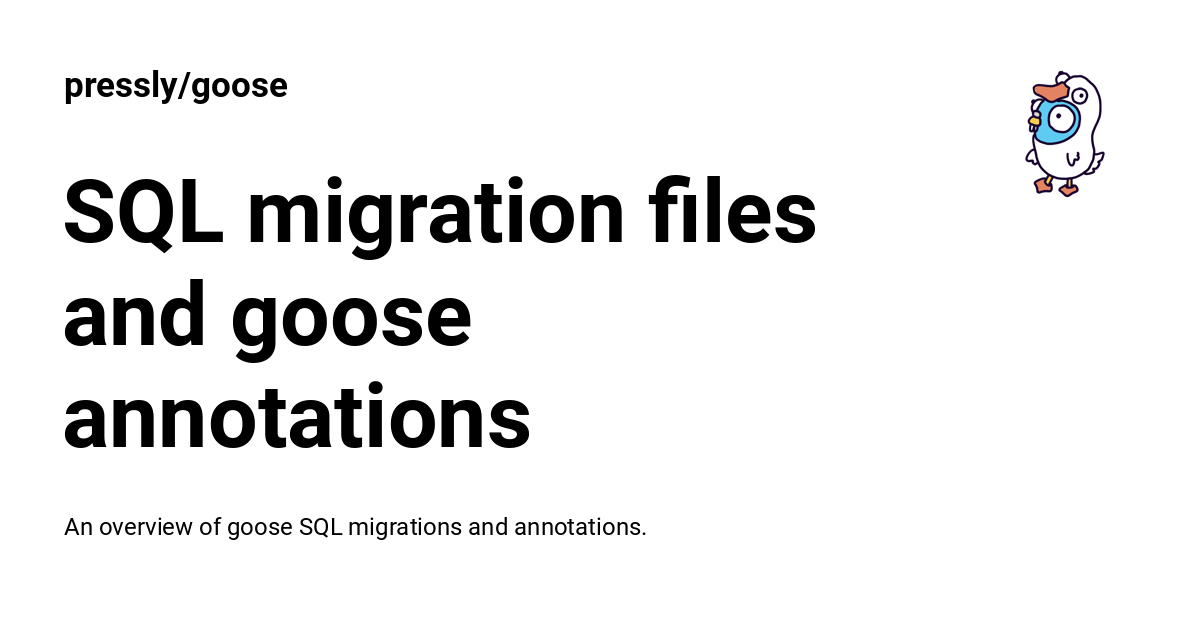 pressly/goose
SQL migration files
and goose
annotations
An overview of goose SQL migrations and annotations.